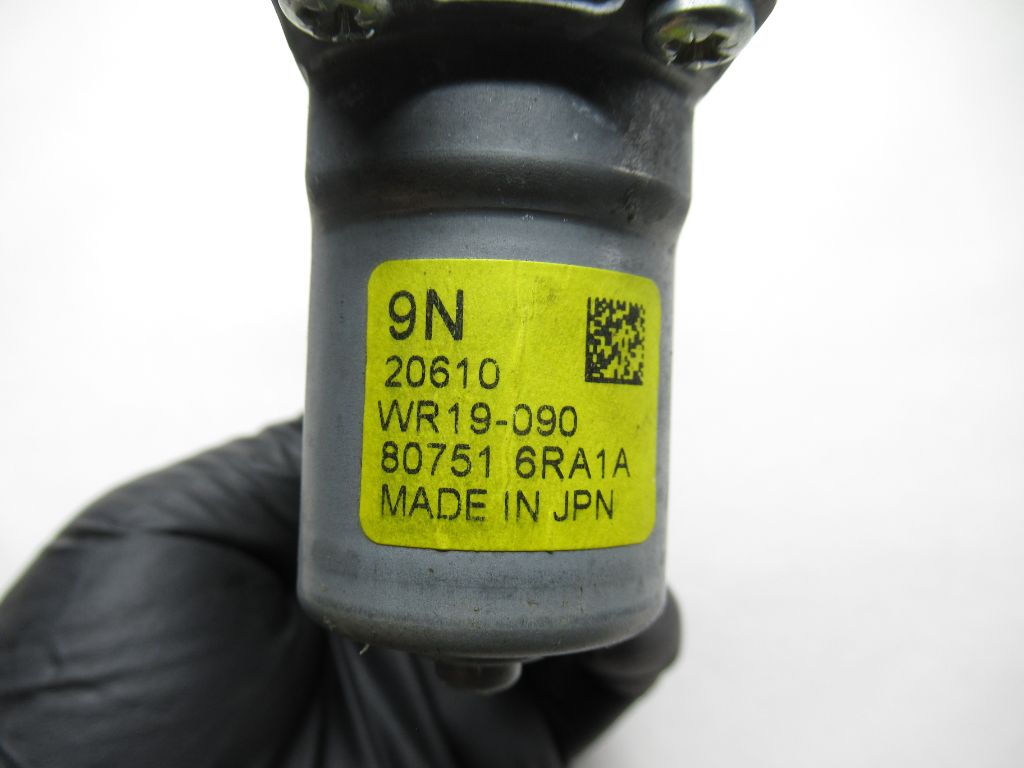 9N
20610
WR19-090
80751 6RA1A
MADE IN JPN